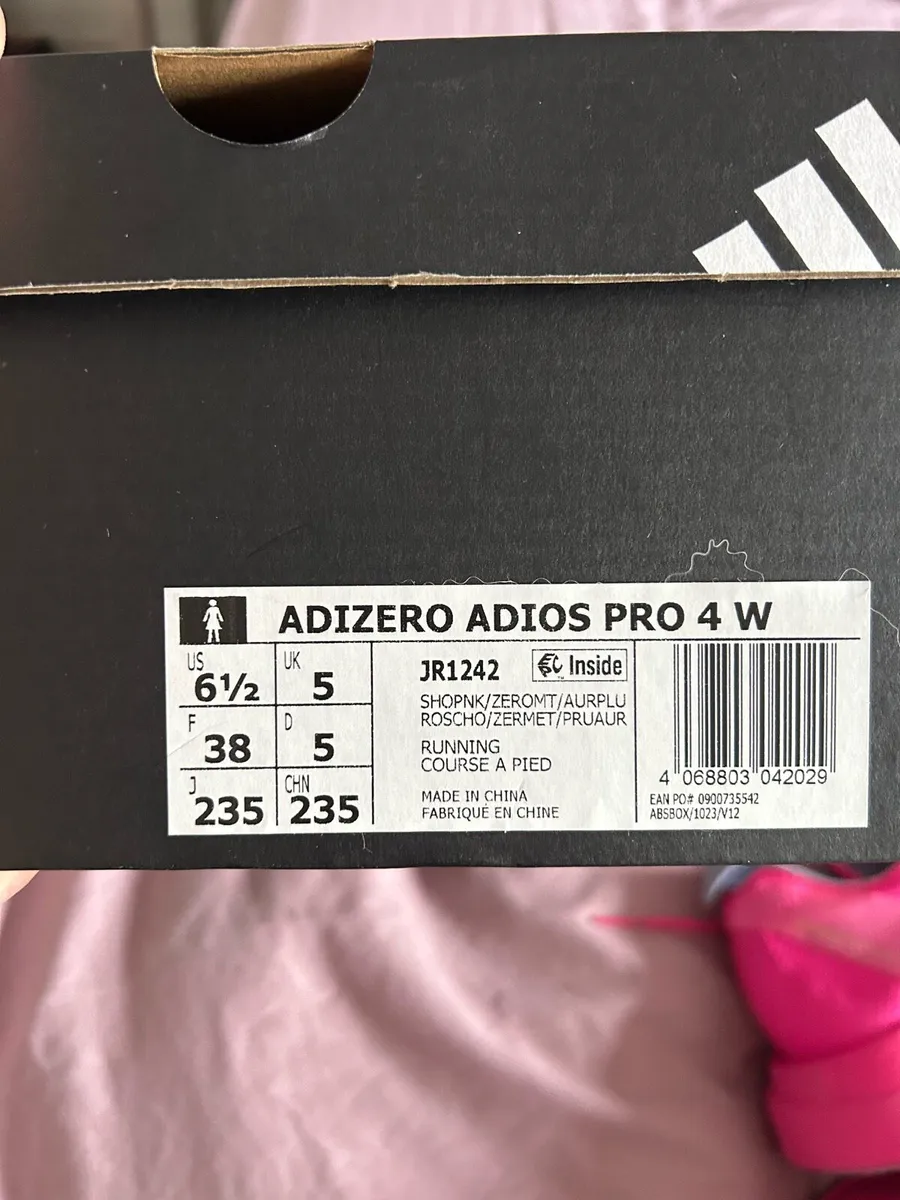 ADIZERO ADIOS PRO 4 W
US 6½ UK 5
F 38 D 5
J 235 CHN 235
JR1242 Inside
SHOPNK/ZEROMT/AURPLU
ROSCHO/ZERMET/PRUAUR
RUNNING
COURSE A PIED
MADE IN CHINA
FABRIQUÉ EN CHINE
4 068803 042029
EAN PO# 0900735542
ABSBOX/1023/V12